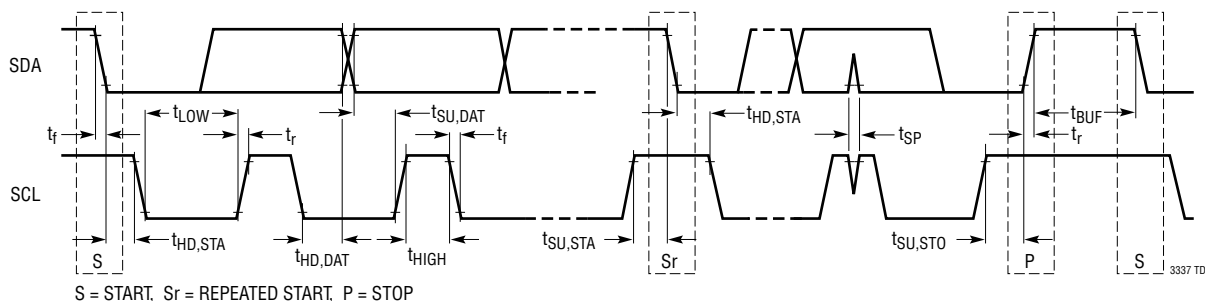 SDA
t_LOW
t_SU,DAT
t_HD,STA
t_BUF
t_f
t_r
t_f
t_SP
t_r
SCL
t_HD,STA
t_HD,DAT
t_HIGH
t_SU,STA
t_SU,STO
S
Sr
P
S
3337 TD
S = START, Sr = REPEATED START, P = STOP